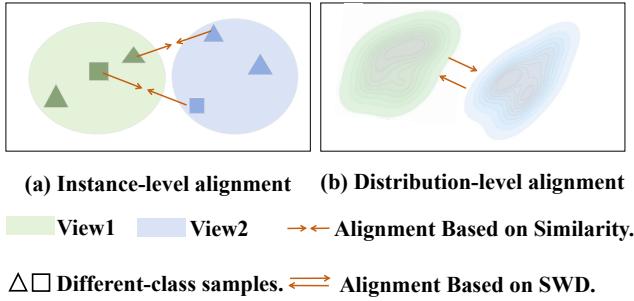 (a) Instance-level alignment
(b) Distribution-level alignment
View1 View2 Alignment Based on Similarity.
Different-class samples. Alignment Based on SWD.